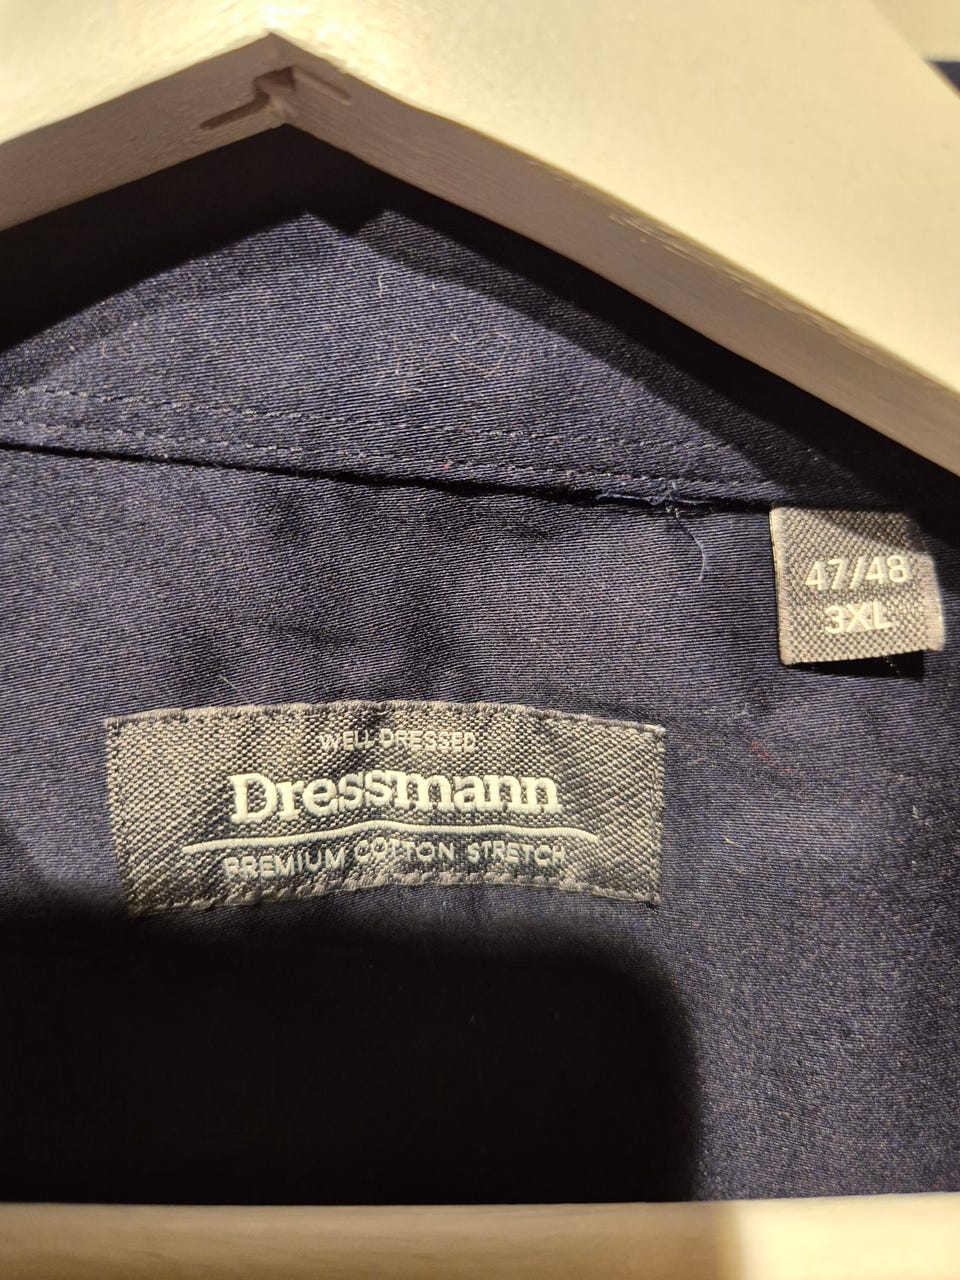 47/48
3XL
WELL DRESSED
Dressmann
PREMIUM COTTON STRETCH